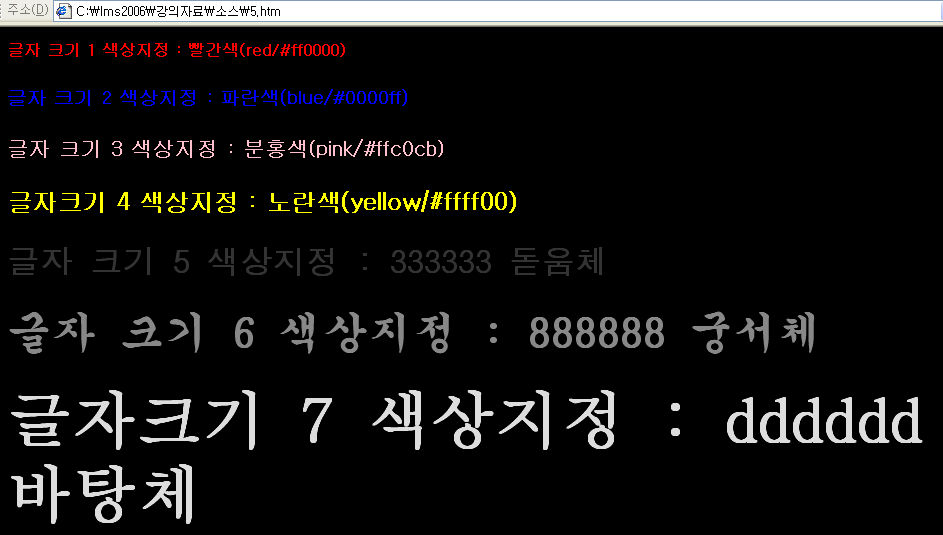 주소(D) C:₩lms2006₩강의자료₩소스₩5.htm
글자 크기 1 색상지정 : 빨간색(red/#ff0000)
글자 크기 2 색상지정 : 파란색(blue/#0000ff)
글자 크기 3 색상지정 : 분홍색(pink/#ffc0cb)
글자크기 4 색상지정 : 노란색(yellow/#ffff00)
글자 크기 5 색상지정 : 333333 돋움체
글자 크기 6 색상지정 : 888888 궁서체
글자크기 7 색상지정 : dddddd
바탕체